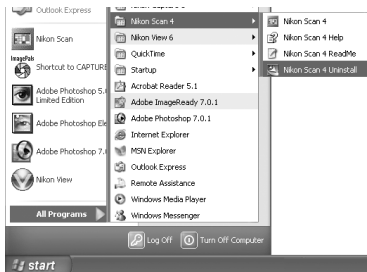 Outlook Express
Nikon Scan
ImagePals
Shortcut to CAPTURE
Adobe Photoshop 5.
Limited Edition
Adobe Photoshop Ele
Adobe Photoshop 7.
Nikon View
All Programs
Nikon Scan 4
Nikon View 6
QuickTime
Startup
Acrobat Reader 5.1
Adobe ImageReady 7.0.1
Adobe Photoshop 7.0.1
Internet Explorer
MSN Explorer
Outlook Express
Remote Assistance
Windows Media Player
Windows Messenger
Nikon Scan 4
Nikon Scan 4 Help
Nikon Scan 4 ReadMe
Nikon Scan 4 Uninstall
Log Off
Turn Off Computer
start